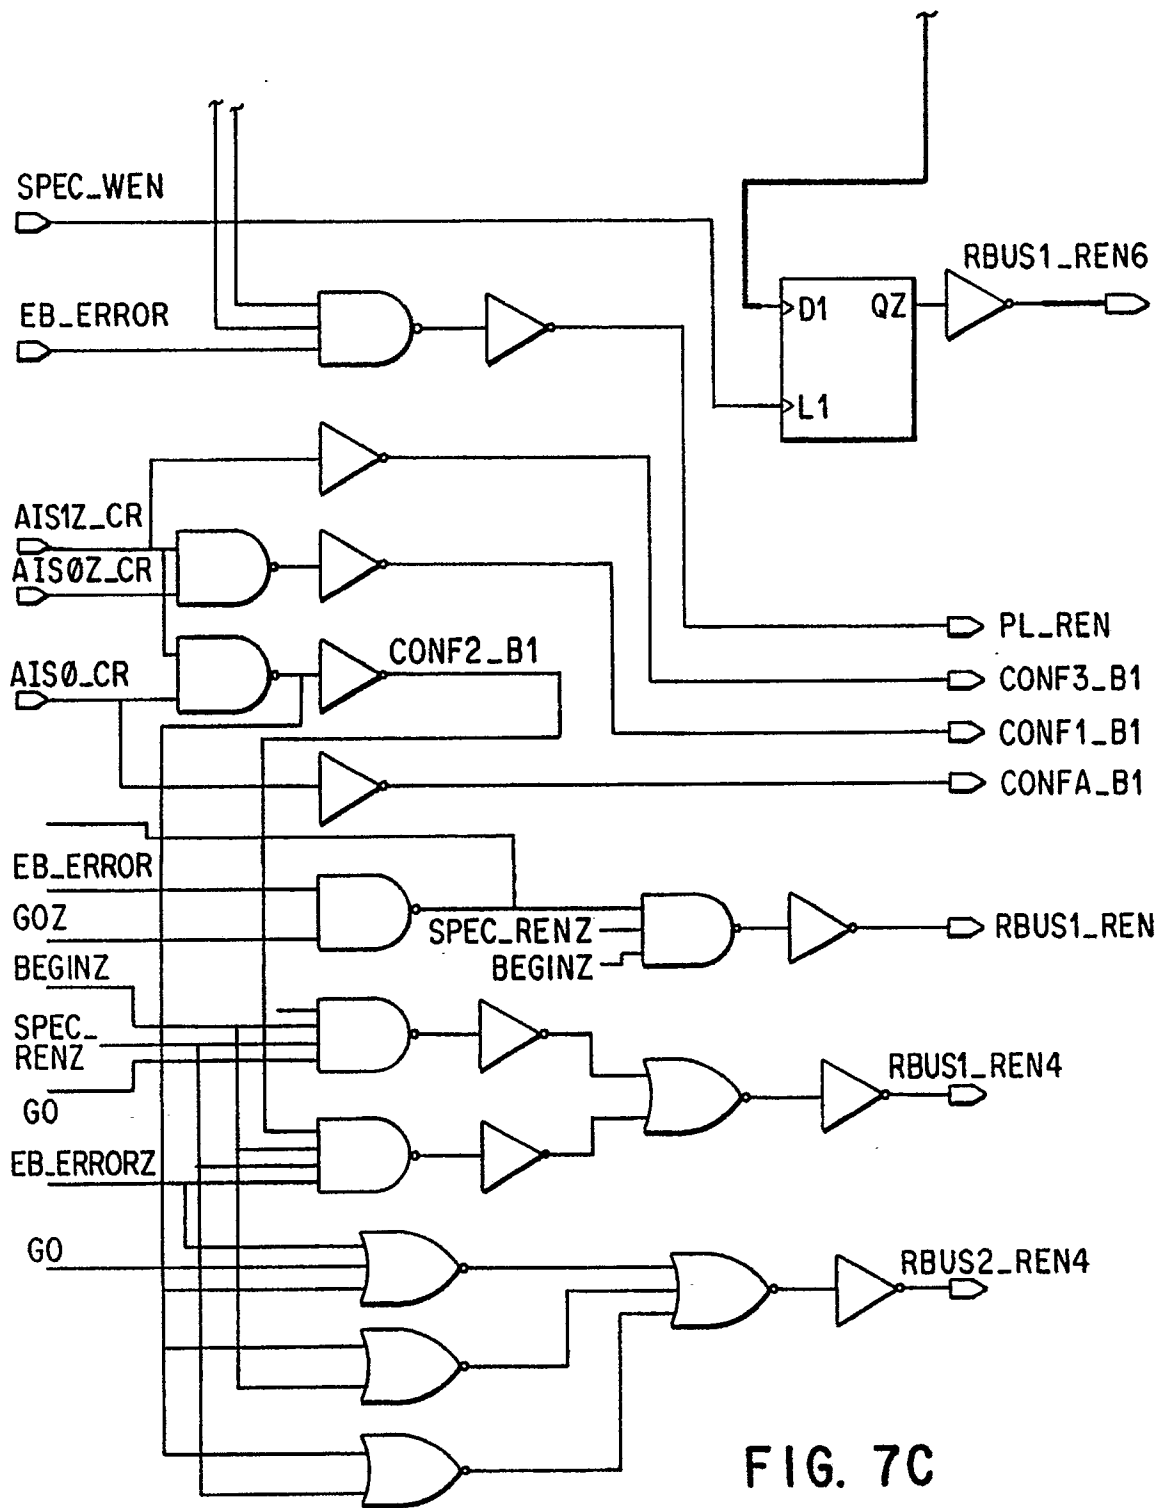 SPEC_WEN
RBUS1_REN6
EB_ERROR
D1 QZ
L1
AIS1Z_CR
AISØZ_CR
PL_REN
CONF2_B1
AISØ_CR
CONF3_B1
CONF1_B1
CONFA_B1
EB_ERROR
GOZ
SPEC_RENZ
RBUS1_REN
BEGINZ
BEGINZ
SPEC_
RENZ
RBUS1_REN4
GO
EB_ERRORZ
GO
RBUS2_REN4
FIG. 7C